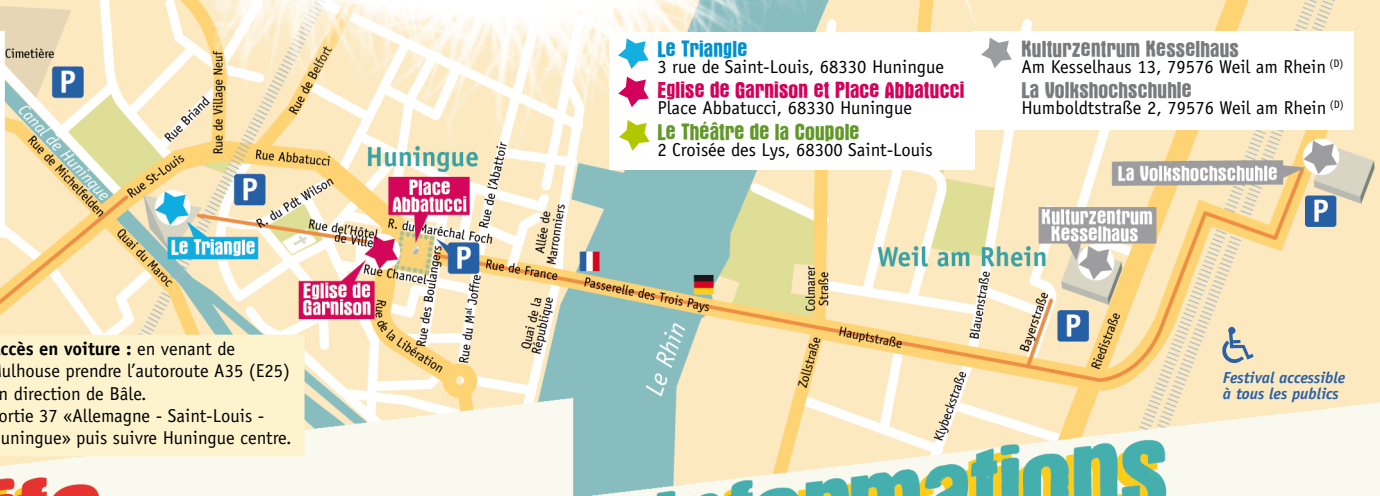 Le Triangle
3 rue de Saint-Louis, 68330 Huningue
Eglise de Garnison et Place Abbatucci
Place Abbatucci, 68330 Huningue
Le Théâtre de la Coupole
2 Croisée des Lys, 68300 Saint-Louis
Kulturzentrum Kesselhaus
Am Kesselhaus 13, 79576 Weil am Rhein (D)
La Volkshochschuhle
Humboldtstraße 2, 79576 Weil am Rhein (D)
Cimetière
P
Canal de Huningue
Rue de Michelfelden
Rue Briand
Rue de Village Neuf
Rue de Belfort
Rue St-Louis
Rue Abbatucci
Huningue
P
R. du Pdt Wilson
Place
Abbatucci
Rue de l'Abattoir
Le Triangle
Quai du Maroc
Rue del'Hôtel
de Ville
R. du Maréchal Foch
P
Allée de
Marronniers
Rue Chancel
Eglise de
Garnison
Rue des Boulangers
Rue du Mal Joffre
Rue de la Libération
Rue de France
Quai de la
République
Passerelle des Trois Pays
Le Rhin
Colmarer
Straße
Zollstraße
Hauptstraße
Weil am Rhein
Blauenstraße
Klybeckstraße
Bayerstraße
Kulturzentrum
Kesselhaus
P
Riedistraße
La Volkshochschuhle
P
Festival accessible
à tous les publics
ccès en voiture : en venant de
ulhouse prendre l'autoroute A35 (E25)
n direction de Bâle.
ortie 37 «Allemagne - Saint-Louis -
uningue» puis suivre Huningue centre.
informations